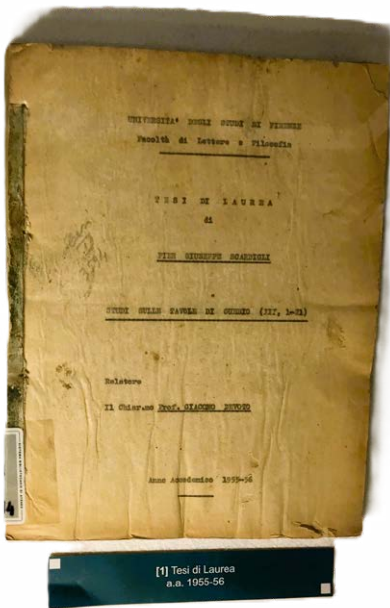 UNIVERSITA' DEGLI STUDI DI FIRENZE
Facoltà di Lettere e Filosofia
TESI DI LAUREA
di
PIER GIUSEPPE SCARDIGLI
STUDI SULLE TAVOLE DI GUBBIO (III, 1-21)
Relatore
Il Chiar.mo Prof. GIACOMO DEVOTO
Anno Accademico 1955-56
[1] Tesi di Laurea
a.a. 1955-56